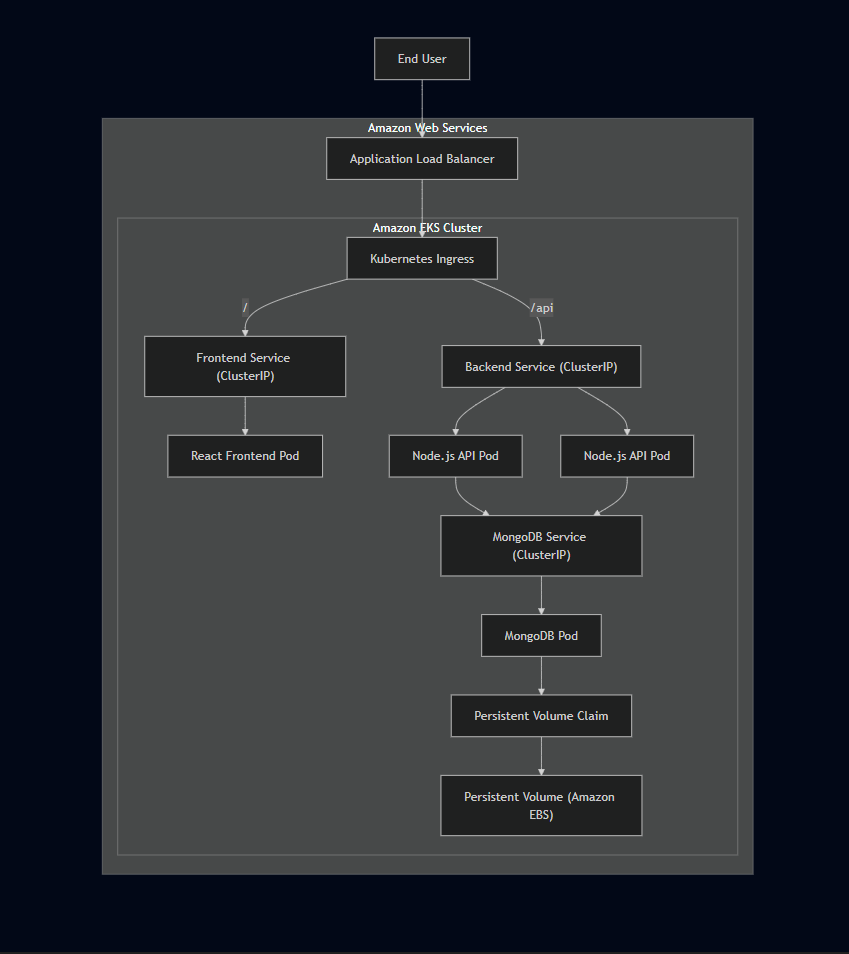 End User
Amazon Web Services
Application Load Balancer
Amazon EKS Cluster
Kubernetes Ingress
/
/api
Frontend Service
(ClusterIP)
Backend Service (ClusterIP)
React Frontend Pod
Node.js API Pod
Node.js API Pod
MongoDB Service
(ClusterIP)
MongoDB Pod
Persistent Volume Claim
Persistent Volume (Amazon
EBS)